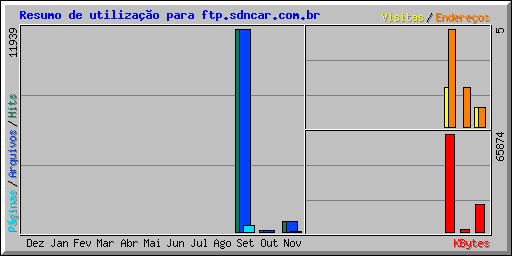 Resumo de utilização para ftp.sdncar.com.br
Visitas / Endereços
11939
5
Páginas / Arquivos / Hits
65874
Dez Jan Fev Mar Abr Mai Jun Jul Ago Set Out Nov
KBytes